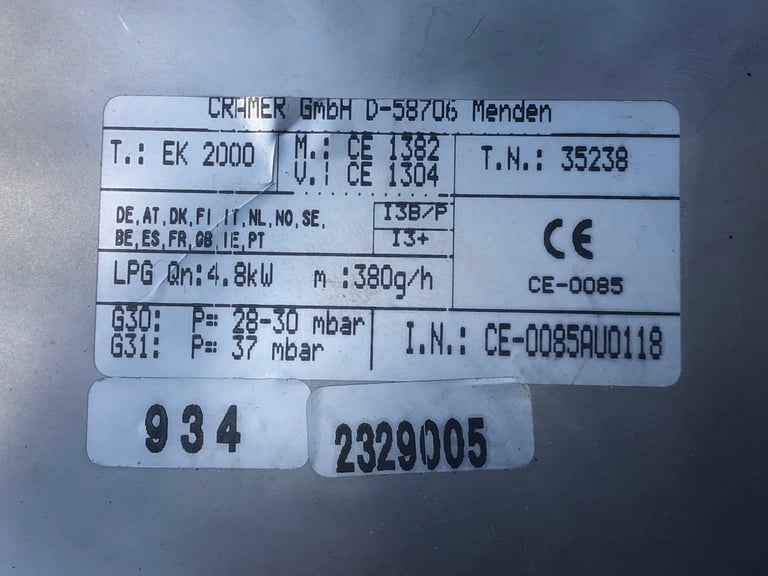 CRAMER GmbH D-58706 Menden
T.: EK 2000
M.: CE 1382
V.: CE 1304
T.N.: 35238
DE,AT,DK,FI,IT,NL,NO,SE,
BE,ES,FR,GB,IE,PT
I3B/P
I3+
CE
CE-0085
LPG Qn:4.8kW m :380g/h
G30: P= 28-30 mbar
G31: P= 37 mbar
I.N.: CE-0085AU0118
934
2329005